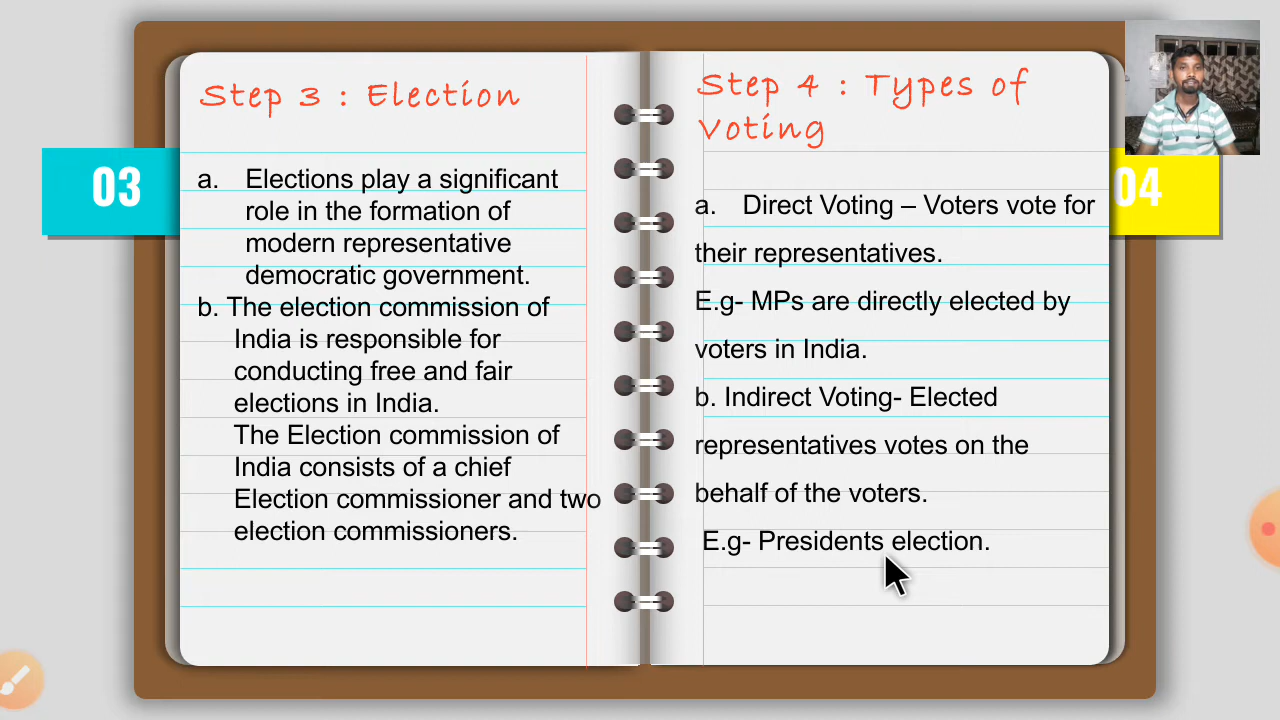 03
Step 3 : Election
a. Elections play a significant
role in the formation of
modern representative
democratic government.
b. The election commission of
India is responsible for
conducting free and fair
elections in India.
The Election commission of
India consists of a chief
Election commissioner and two
election commissioners.
Step 4 : Types of
Voting
04
a. Direct Voting – Voters vote for
their representatives.
E.g- MPs are directly elected by
voters in India.
b. Indirect Voting- Elected
representatives votes on the
behalf of the voters.
E.g- Presidents election.